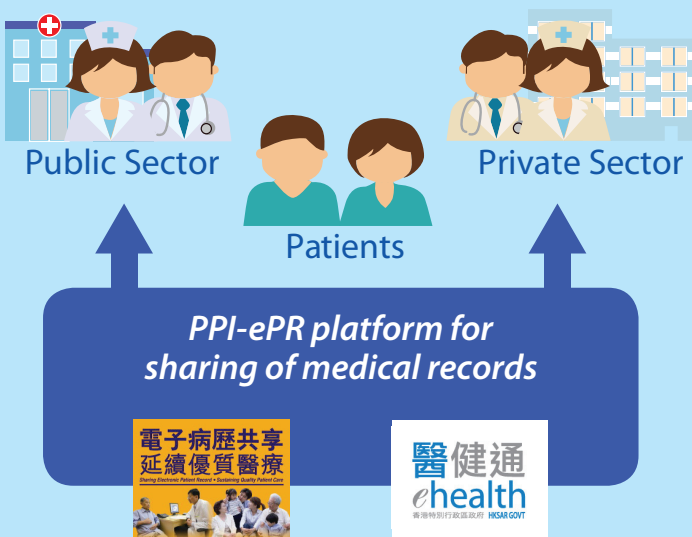 Public Sector
Private Sector
Patients
PPI-ePR platform for
sharing of medical records
電子病歷共享
延續優質醫療
Sharing Electronic Patient Record • Sustaining Quality Patient Care
醫健通
ehealth
香港特別行政區政府 HKSAR GOVT